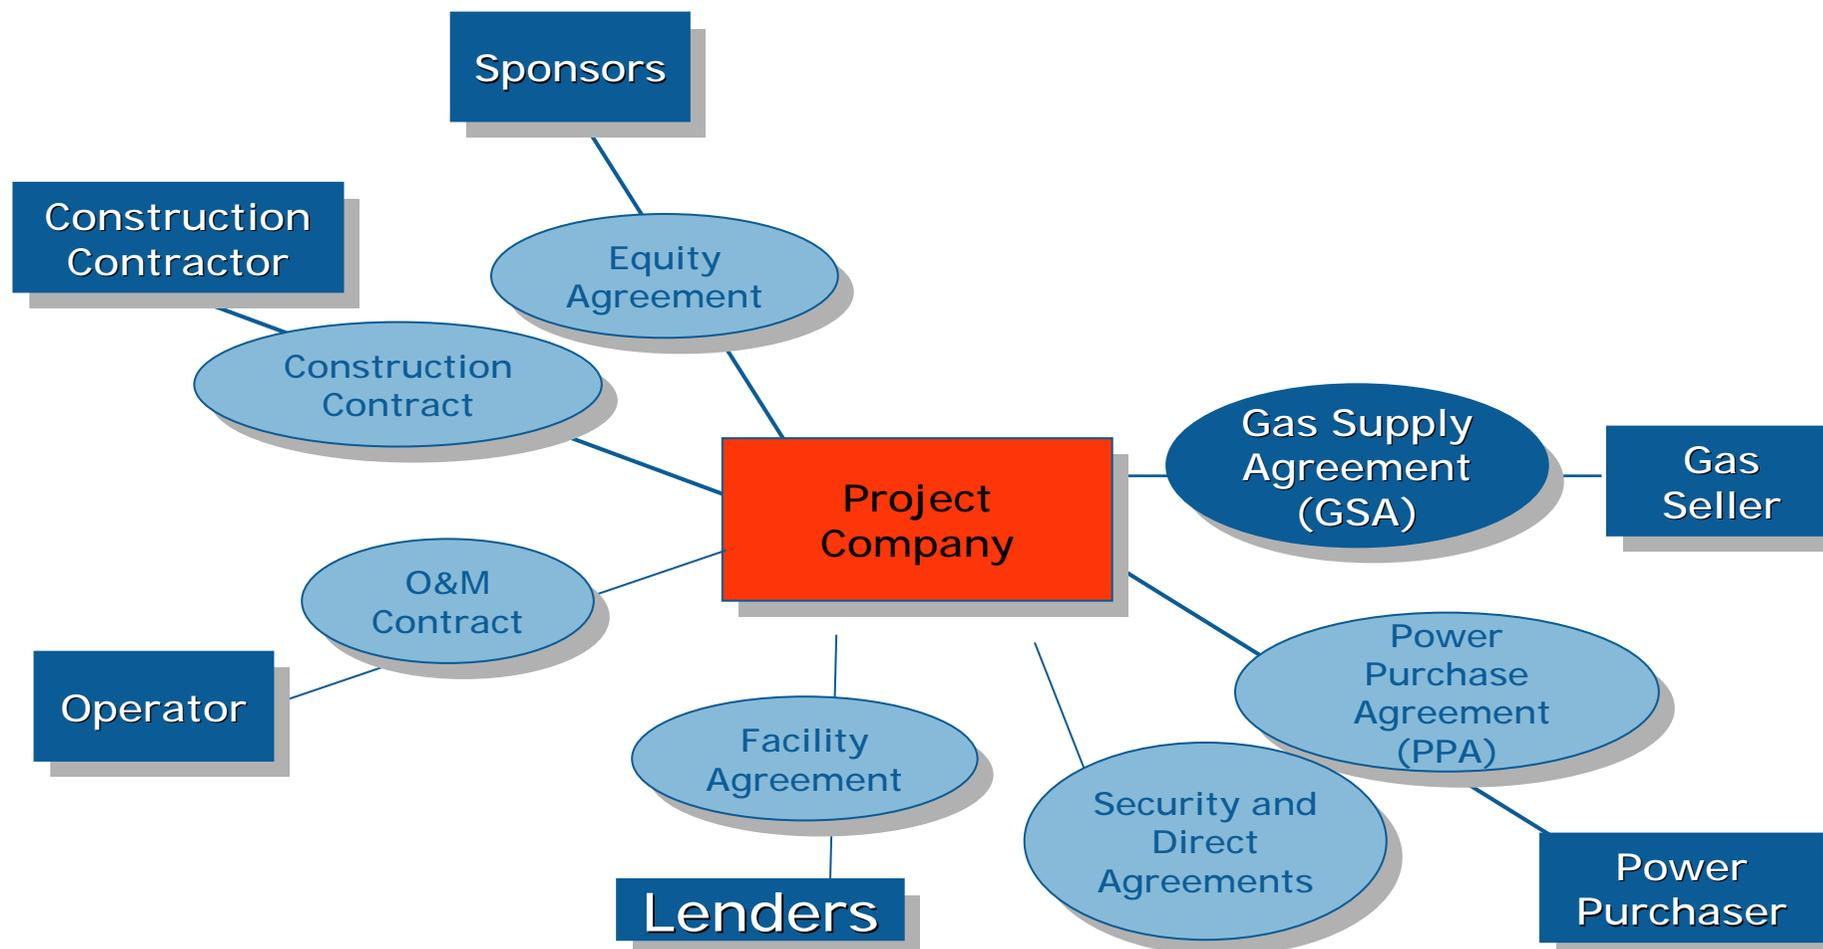 Sponsors
Construction
Contractor
Equity
Agreement
Construction
Contract
Gas Supply
Agreement
(GSA)
Gas
Seller
Project
Company
O&M
Contract
Operator
Power
Purchase
Agreement
(PPA)
Facility
Agreement
Security and
Direct
Agreements
Lenders
Power
Purchaser